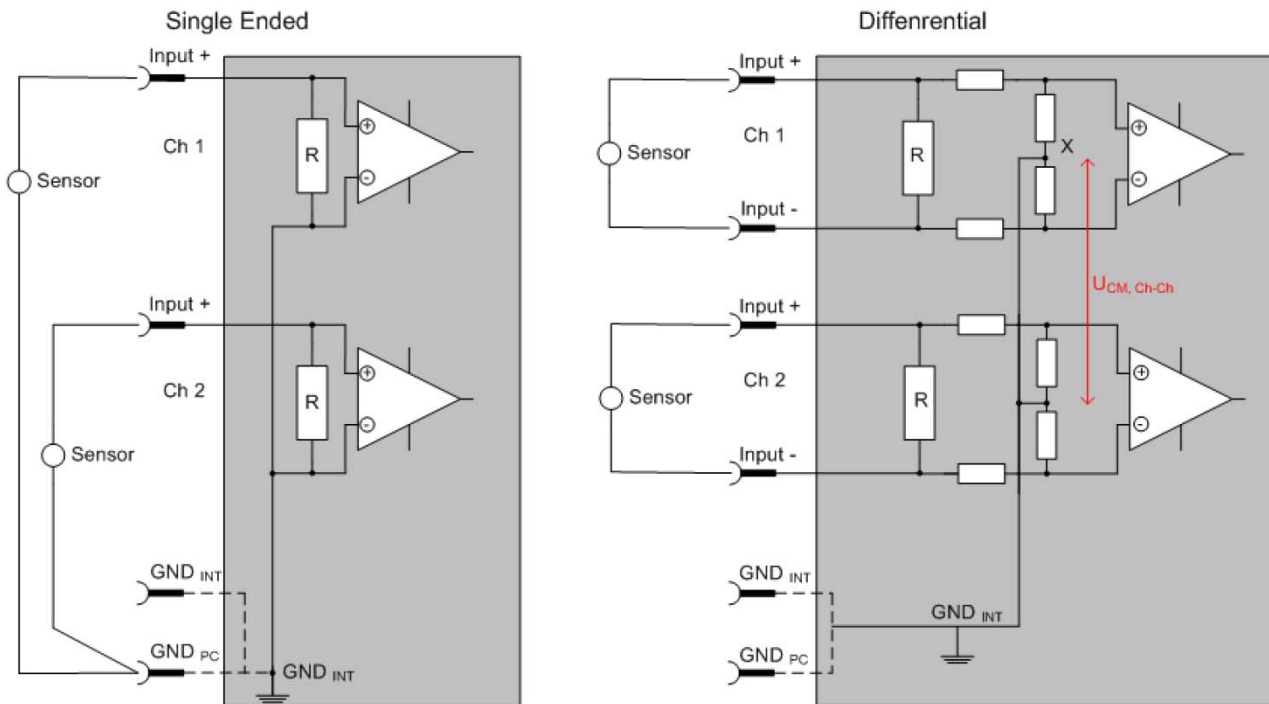 Single Ended
Input +
Ch 1
R
+
-
Sensor
Input +
Ch 2
R
+
-
Sensor
GND INT
GND PC
GND INT
Diffenrential
Input +
Ch 1
R
X
+
-
Sensor
Input -
U CM, Ch-Ch
Input +
Ch 2
R
+
-
Sensor
Input -
GND INT
GND INT
GND PC